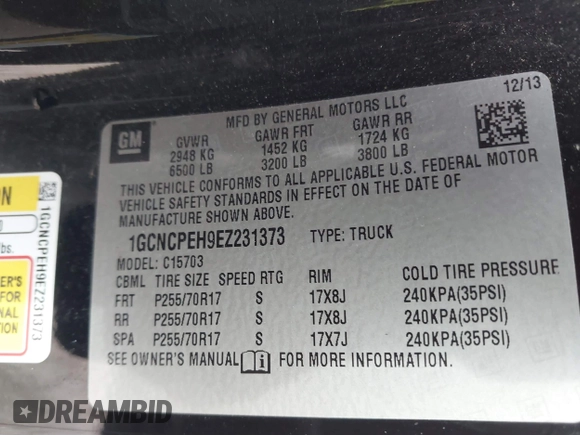 12/13
MFD BY GENERAL MOTORS LLC
GM
GVWR GAWR FRT GAWR RR
2948 KG 1452 KG 1724 KG
6500 LB 3200 LB 3800 LB
THIS VEHICLE CONFORMS TO ALL APPLICABLE U.S. FEDERAL MOTOR
VEHICLE SAFETY STANDARDS IN EFFECT ON THE DATE OF
MANUFACTURE SHOWN ABOVE.
1GCNCPEH9EZ231373 TYPE: TRUCK
MODEL: C15703
CBML TIRE SIZE SPEED RTG RIM COLD TIRE PRESSURE
FRT P255/70R17 S 17X8J 240KPA(35PSI)
RR P255/70R17 S 17X8J 240KPA(35PSI)
SPA P255/70R17 S 17X7J 240KPA(35PSI)
SEE OWNER'S MANUAL i FOR MORE INFORMATION.
1GCNCPEH9EZ231373
DREAMBID